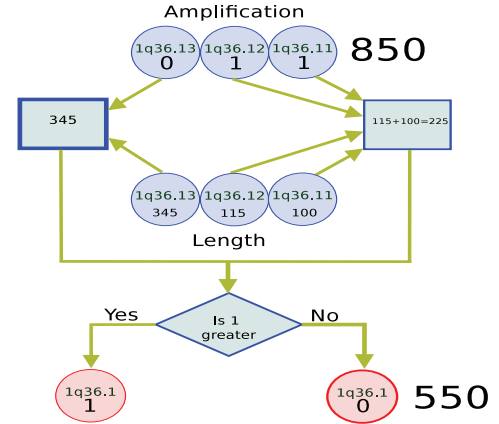 Amplification
1q36.13 1q36.12 1q36.11 850
0 1 1
345 115+100=225
1q36.13 1q36.12 1q36.11
345 115 100
Length
Is 1
greater
Yes No
1q36.1 1q36.1 550
1 0